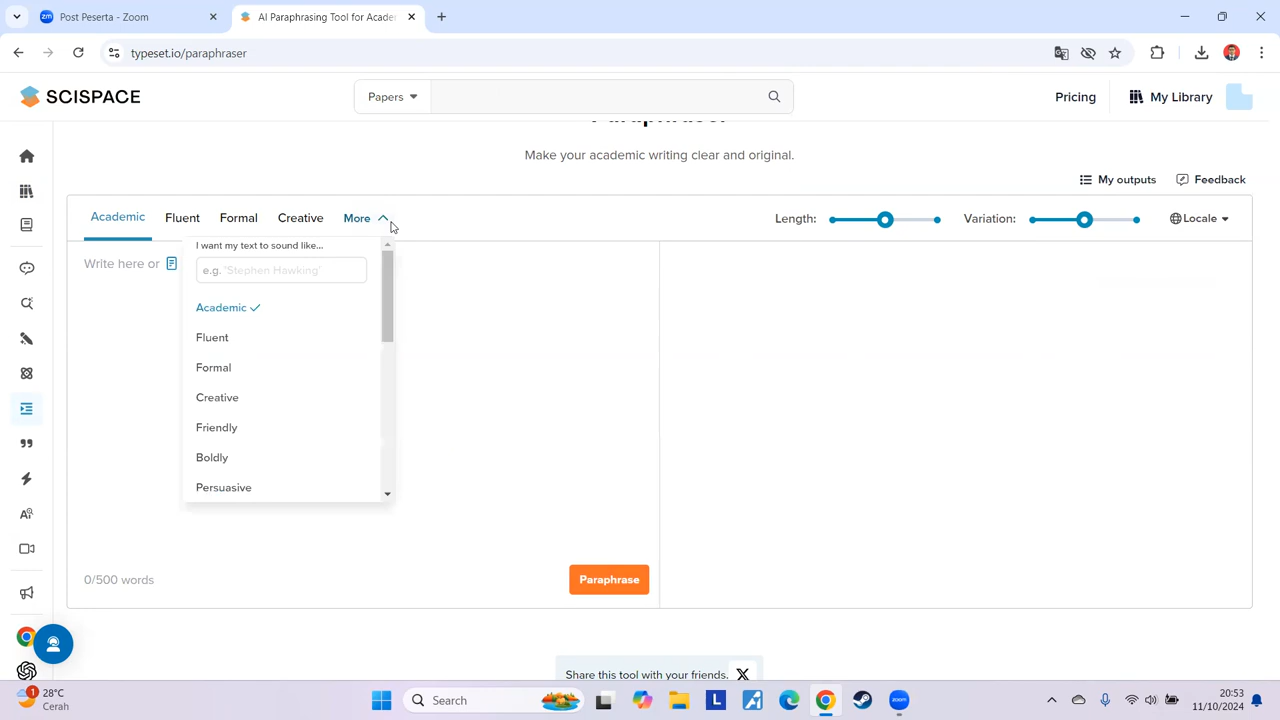 Post Peserta - Zoom
AI Paraphrasing Tool for Acade
typeset.io/paraphraser
SCISPACE
Papers
Pricing
My Library
Make your academic writing clear and original.
My outputs
Feedback
Academic
Fluent
Formal
Creative
More
Length:
Variation:
Locale
I want my text to sound like...
Write here or
e.g. 'Stephen Hawking'
Academic
Fluent
Formal
Creative
Friendly
Boldly
Persuasive
0/500 words
Paraphrase
Share this tool with your friends.
28°C
Cerah
Search
20:53
11/10/2024